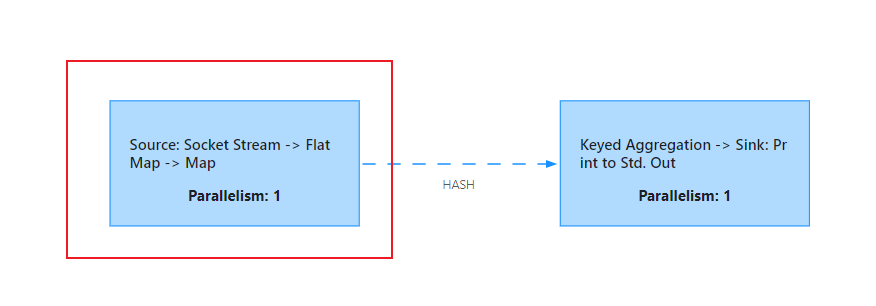 Source: Socket Stream -> Flat
Map -> Map
Parallelism: 1
HASH
Keyed Aggregation -> Sink: Pr
int to Std. Out
Parallelism: 1